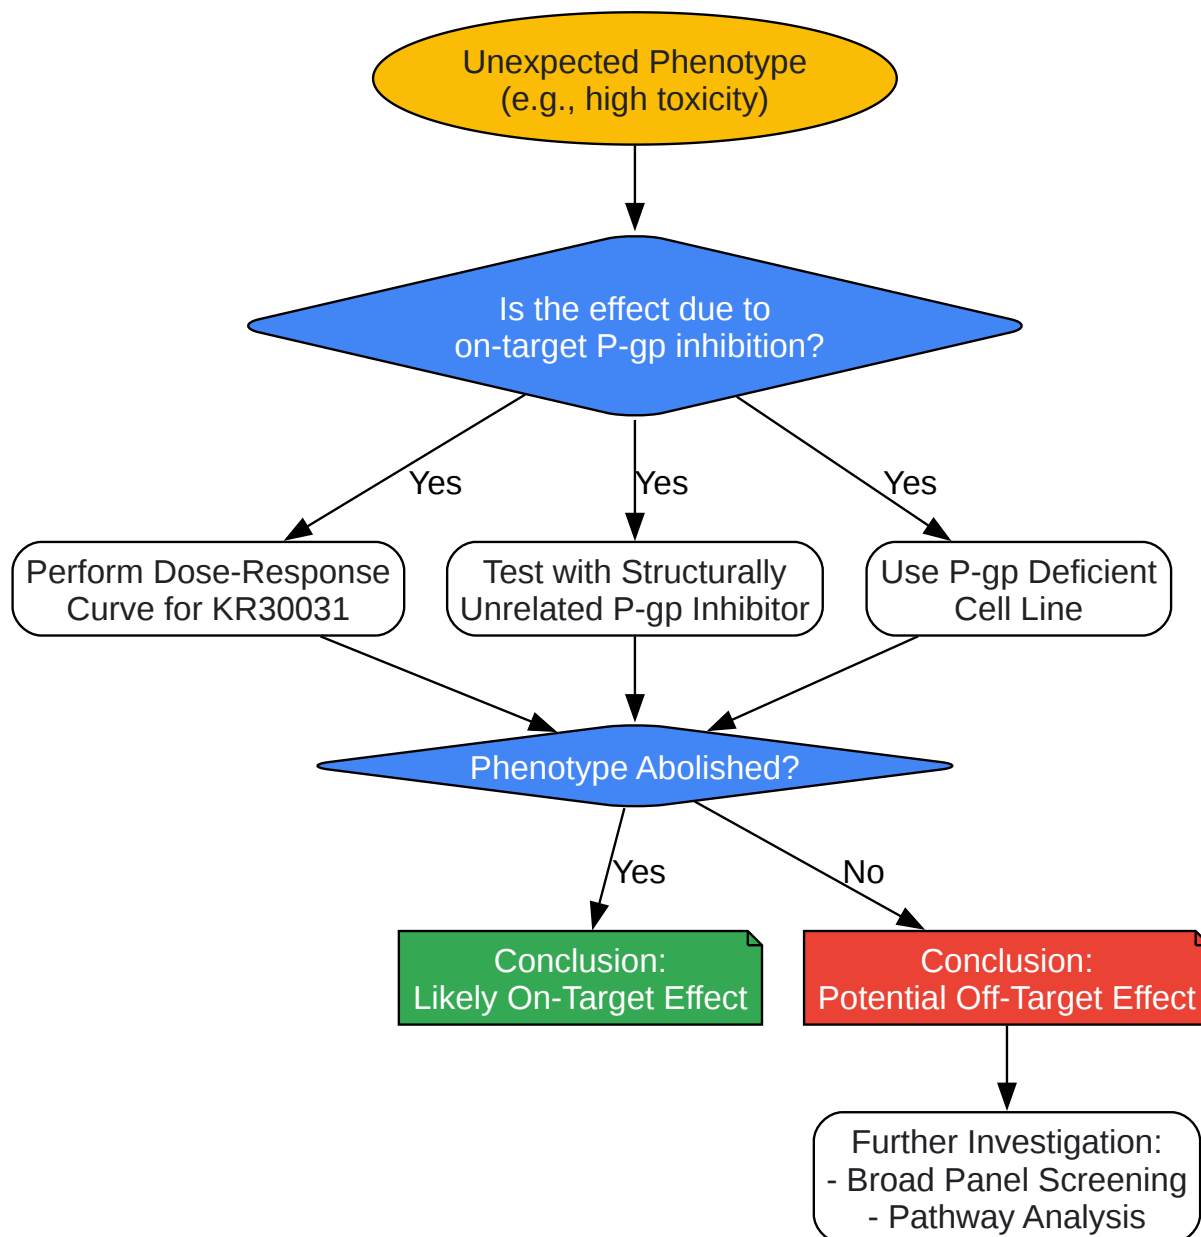 Unexpected Phenotype
(e.g., high toxicity)
Is the effect due to
on-target P-gp inhibition?
Yes
Yes
Yes
Perform Dose-Response
Curve for KR30031
Test with Structurally
Unrelated P-gp Inhibitor
Use P-gp Deficient
Cell Line
Phenotype Abolished?
Yes
No
Conclusion:
Likely On-Target Effect
Conclusion:
Potential Off-Target Effect
Further Investigation:
- Broad Panel Screening
- Pathway Analysis